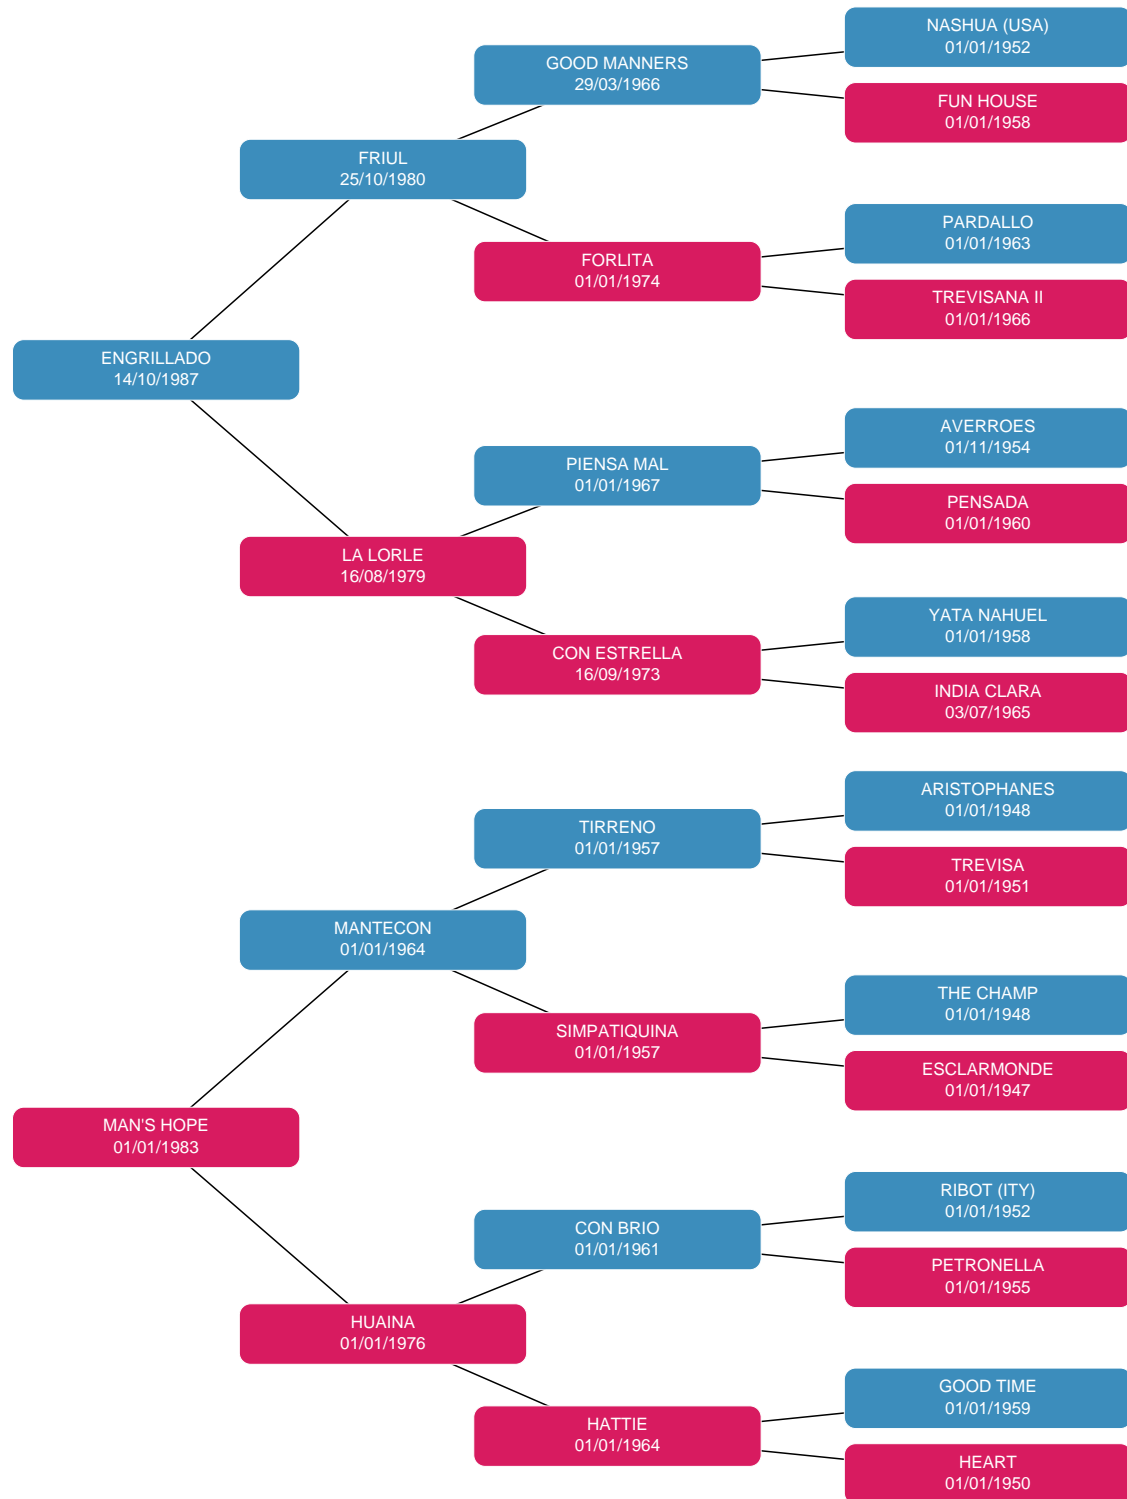 NASHUA (USA)
01/01/1952
GOOD MANNERS
29/03/1966
FUN HOUSE
01/01/1958
FRIUL
25/10/1980
PARDALLO
01/01/1963
FORLITA
01/01/1974
TREVISANA II
01/01/1966
ENGRILLADO
14/10/1987
AVERROES
01/11/1954
PIENSA MAL
01/01/1967
PENSADA
01/01/1960
LA LORLE
16/08/1979
YATA NAHUEL
01/01/1958
CON ESTRELLA
16/09/1973
INDIA CLARA
03/07/1965
ARISTOPHANES
01/01/1948
TIRRENO
01/01/1957
TREVISA
01/01/1951
MANTECON
01/01/1964
THE CHAMP
01/01/1948
SIMPATIQUINA
01/01/1957
ESCLARMONDE
01/01/1947
MAN'S HOPE
01/01/1983
RIBOT (ITY)
01/01/1952
CON BRIO
01/01/1961
PETRONELLA
01/01/1955
HUAINA
01/01/1976
GOOD TIME
01/01/1959
HATTIE
01/01/1964
HEART
01/01/1950